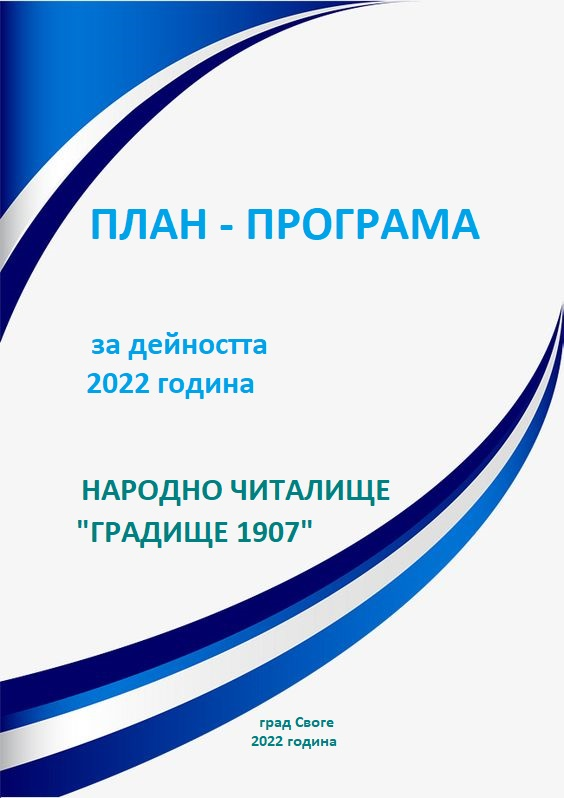 ПЛАН - ПРОГРАМА
за дейността
2022 година
НАРОДНО ЧИТАЛИЩЕ
"ГРАДИЩЕ 1907"
град Своге
2022 година